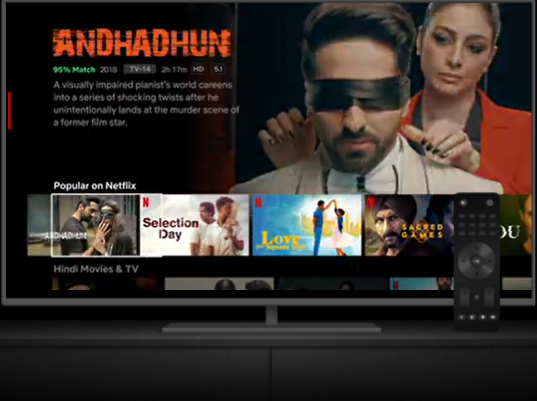 ANDHADHUN
95% Match 2018 TV-14 2h 17m HD 5.1
A visually impaired pianist's world careens
into a series of shocking twists after he
unintentionally lands at the murder scene of
a former film star.
Popular on Netflix
ANDHADHUN
N
Selection
Day
N
Love
per Square Foot
N
SACRED
GAMES
OU
Hindi Movies & TV
N